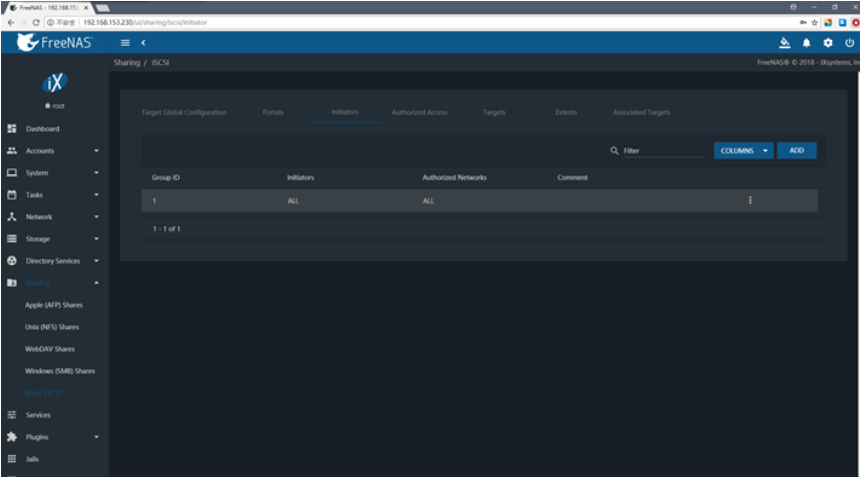 FreeNAS - 192.168.15
不安全 | 192.168.153.230/ui/sharing/iscsi/initiator
FreeNAS
Sharing / iSCSI
FreeNAS® © 2018 - iXsystems, In
iX
root
Dashboard
Accounts
System
Tasks
Network
Storage
Directory Services
Sharing
Apple (AFP) Shares
Unix (NFS) Shares
WebDAV Shares
Windows (SMB) Shares
Block (iSCSI)
Services
Plugins
Jails
Target Global Configuration Portals Initiators Authorized Access Targets Extents Associated Targets
Filter COLUMNS ADD
Group ID Initiators Authorized Networks Comment
1 ALL ALL
1 - 1 of 1